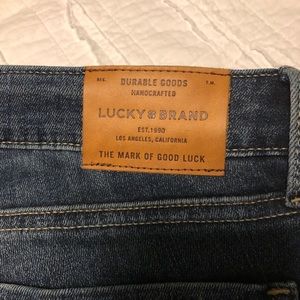 REG. DURABLE GOODS T.M.
HANDCRAFTED
LUCKY BRAND
EST. 1990
LOS ANGELES, CALIFORNIA
THE MARK OF GOOD LUCK